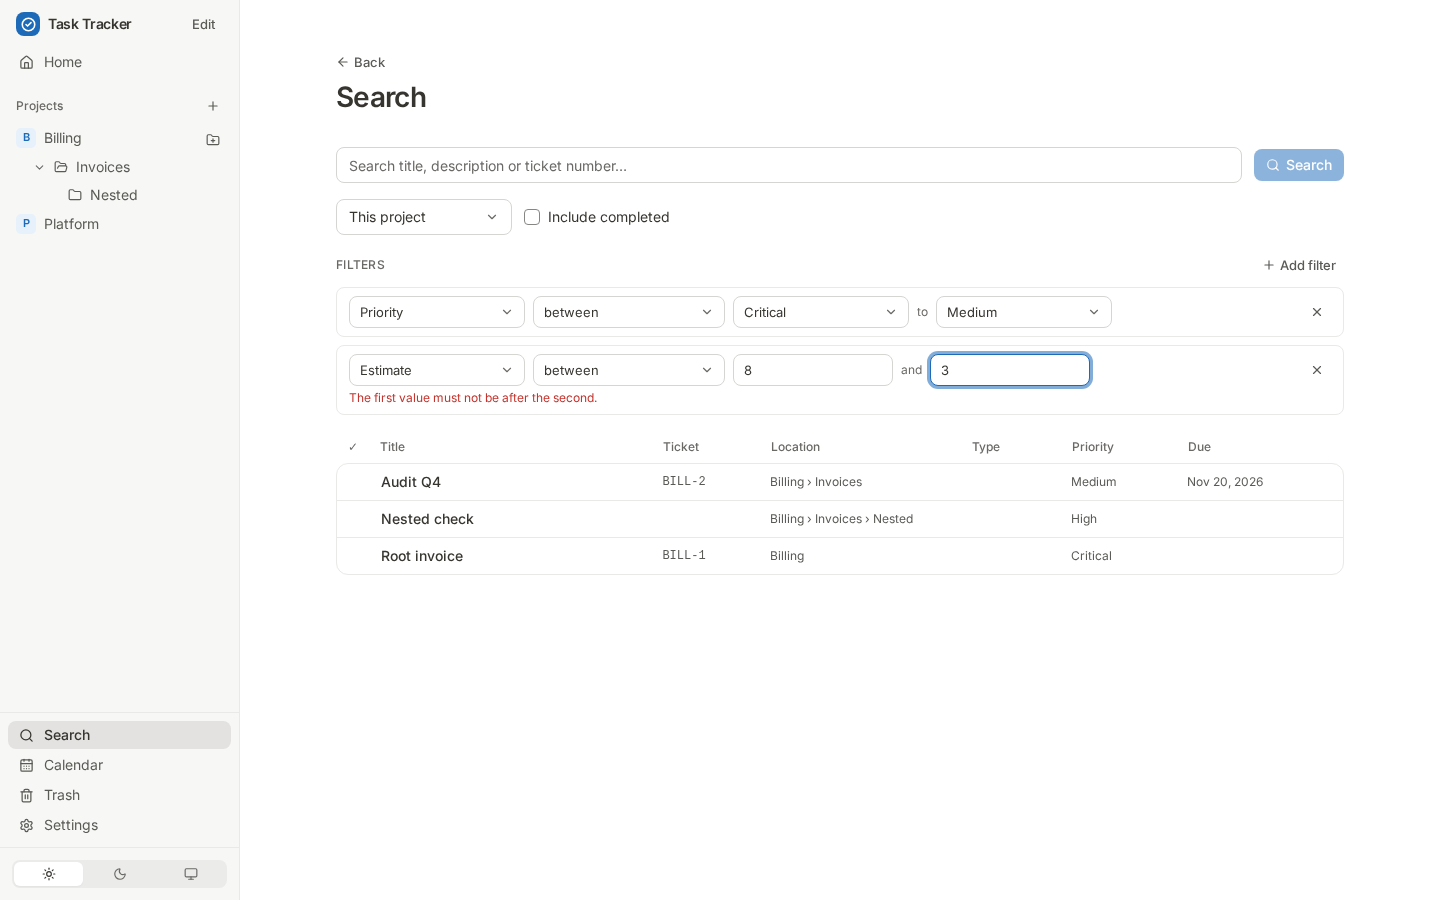 Task Tracker
Edit
Home
Projects
B Billing
Invoices
Nested
P Platform
Search
Calendar
Trash
Settings
Back
Search
Search title, description or ticket number...
Search
This project
Include completed
FILTERS
Add filter
Priority between Critical to Medium
Estimate between 8 and 3
The first value must not be after the second.
✓ Title Ticket Location Type Priority Due
Audit Q4 BILL-2 Billing › Invoices Medium Nov 20, 2026
Nested check Billing › Invoices › Nested High
Root invoice BILL-1 Billing Critical